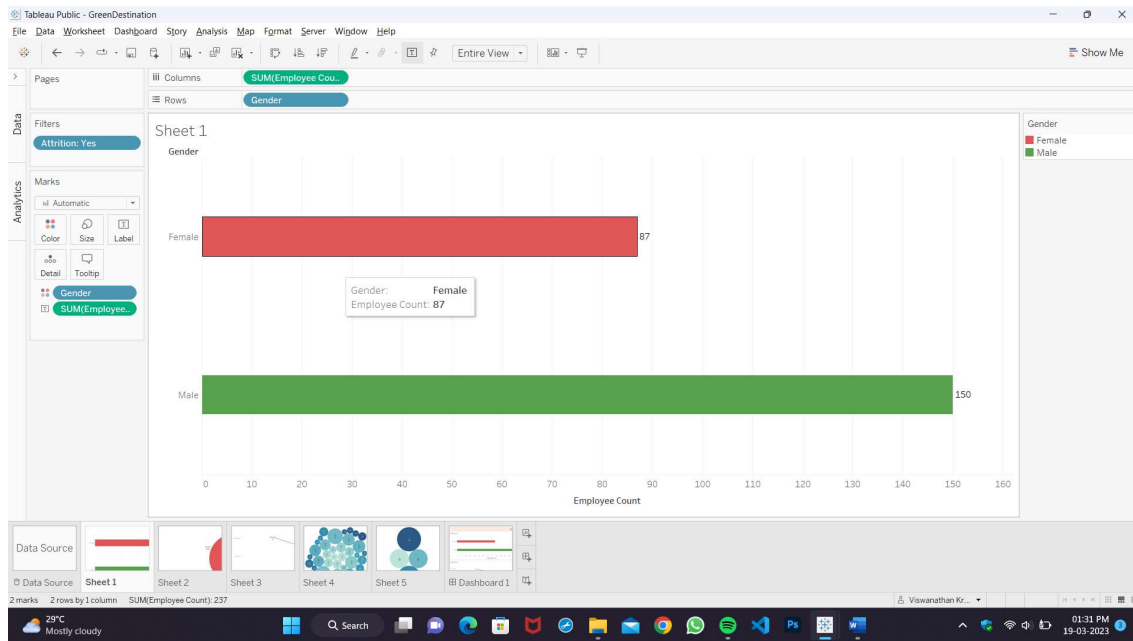 Tableau Public - GreenDestination
File Data Worksheet Dashboard Story Analysis Map Format Server Window Help
Entire View
Show Me
Pages
Columns
SUM(Employee Cou..
Rows
Gender
Data
Analytics
Filters
Attrition: Yes
Marks
Automatic
Color Size Label
Detail Tooltip
Gender
SUM(Employee..
Sheet 1
Gender
Female
87
Gender: Female
Employee Count: 87
Male
150
0 10 20 30 40 50 60 70 80 90 100 110 120 130 140 150 160
Employee Count
Gender
Female
Male
Data Source
Data Source Sheet 1 Sheet 2 Sheet 3 Sheet 4 Sheet 5 Dashboard 1
2 marks 2 rows by 1 column SUM(Employee Count): 237
Viswanathan Kr...
29°C
Mostly cloudy
Search
01:31 PM
19-03-2023
3